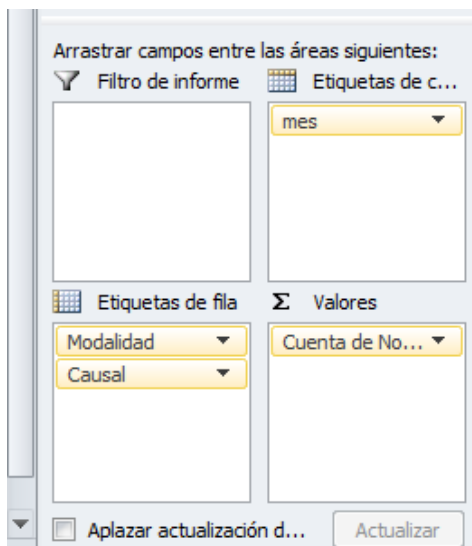 Arrastrar campos entre las áreas siguientes:
Filtro de informe
Etiquetas de c...
mes
Etiquetas de fila
Σ Valores
Modalidad
Causal
Cuenta de No...
Aplazar actualización d...
Actualizar